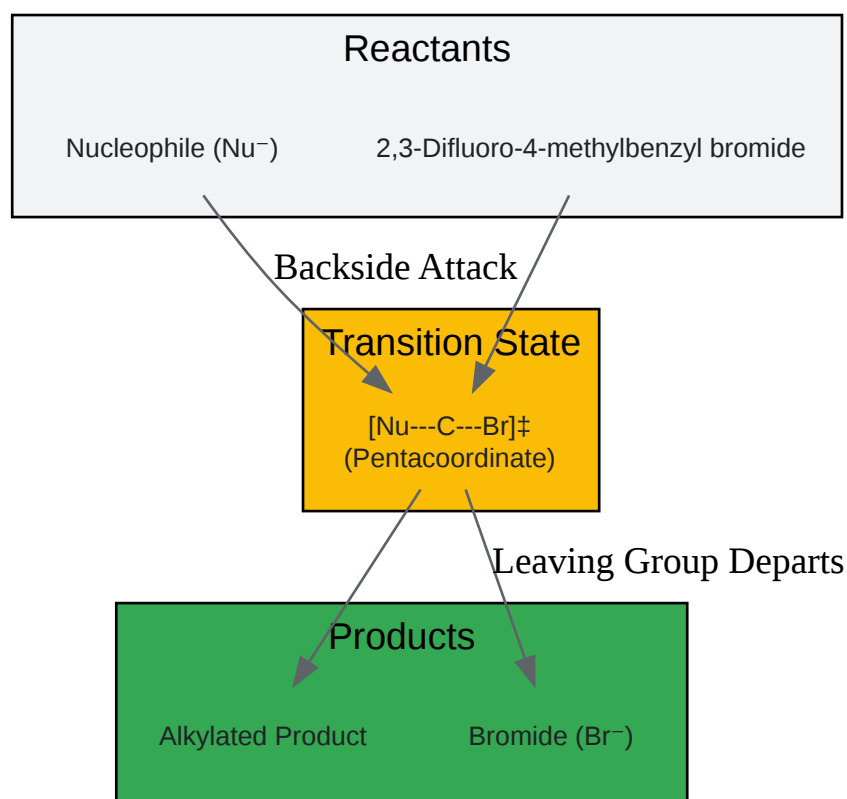 Reactants
Nucleophile (Nu⁻)
2,3-Difluoro-4-methylbenzyl bromide
Backside Attack
Transition State
[Nu---C---Br]‡
(Pentacoordinate)
Leaving Group Departs
Products
Alkylated Product
Bromide (Br⁻)